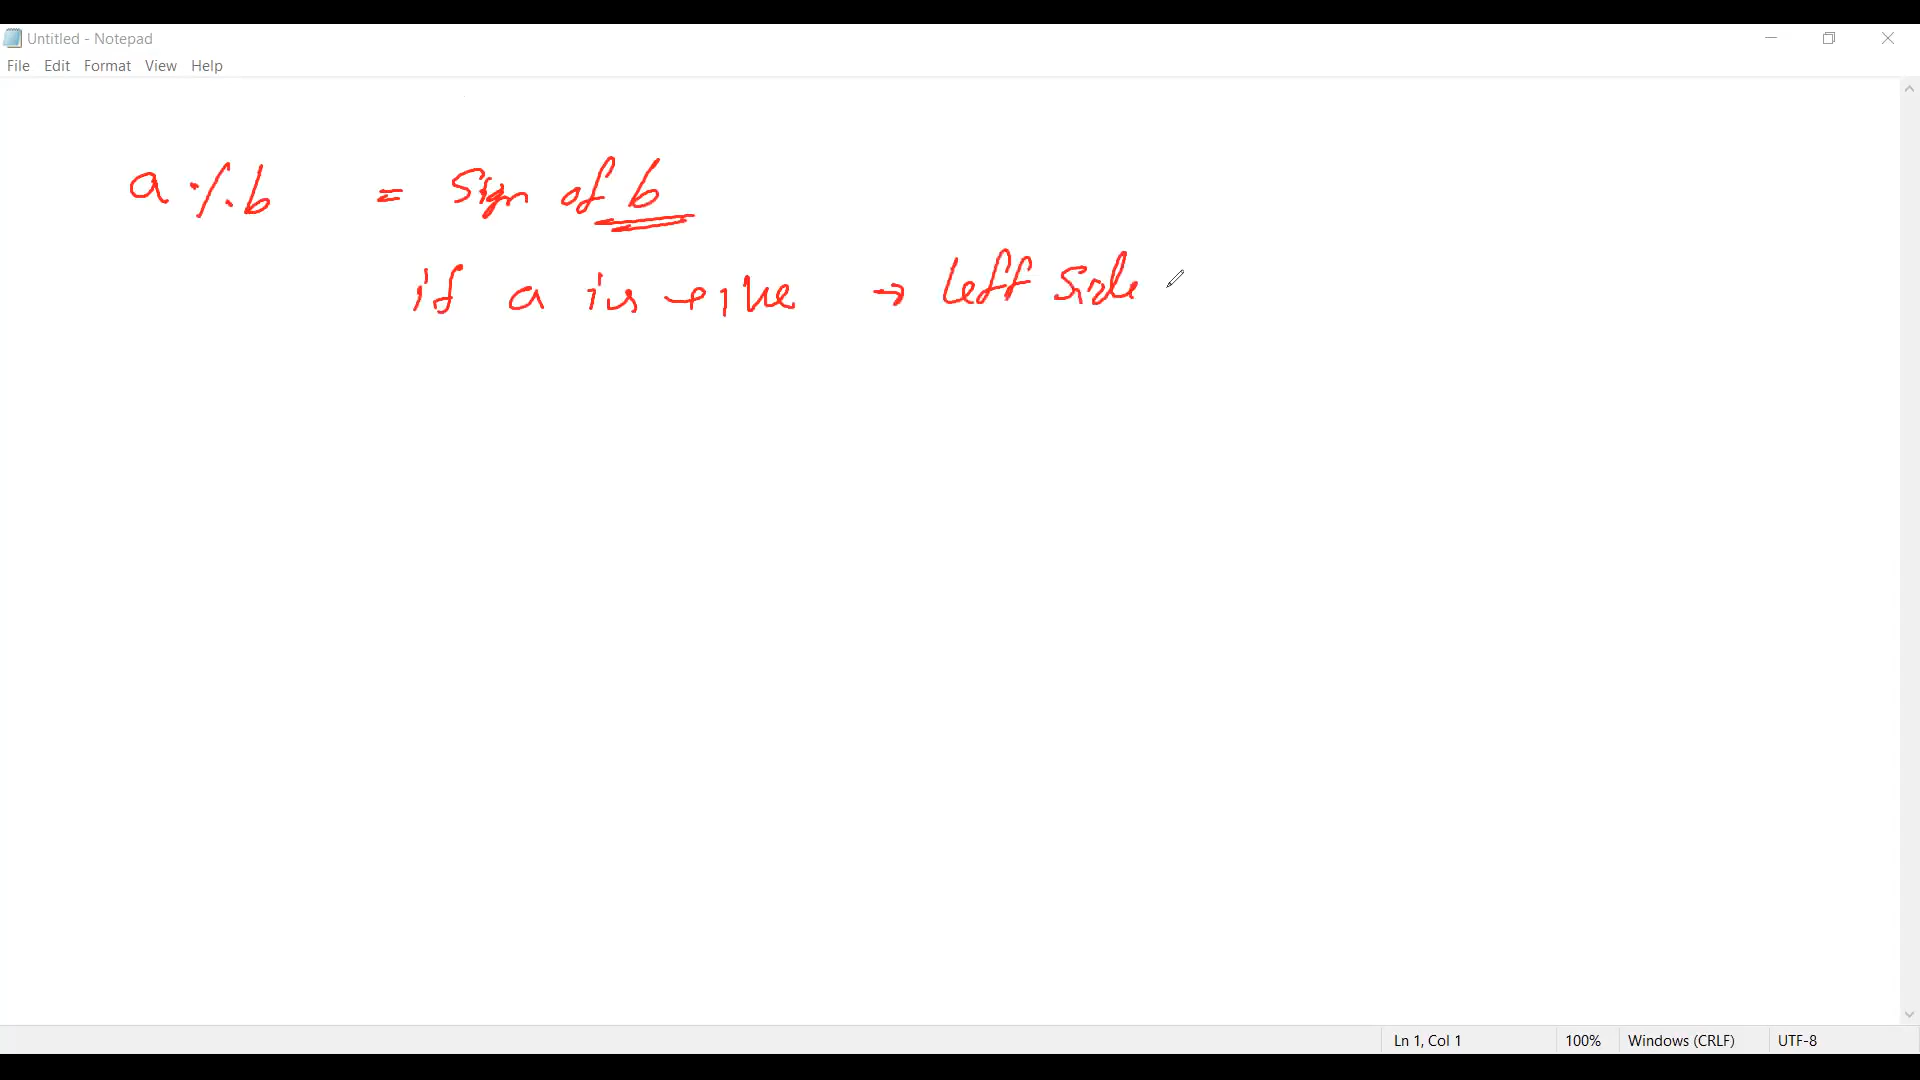 Untitled - Notepad
File Edit Format View Help
a % b = Sign of b
if a is → Left Side
Ln 1, Col 1 100% Windows (CRLF) UTF-8